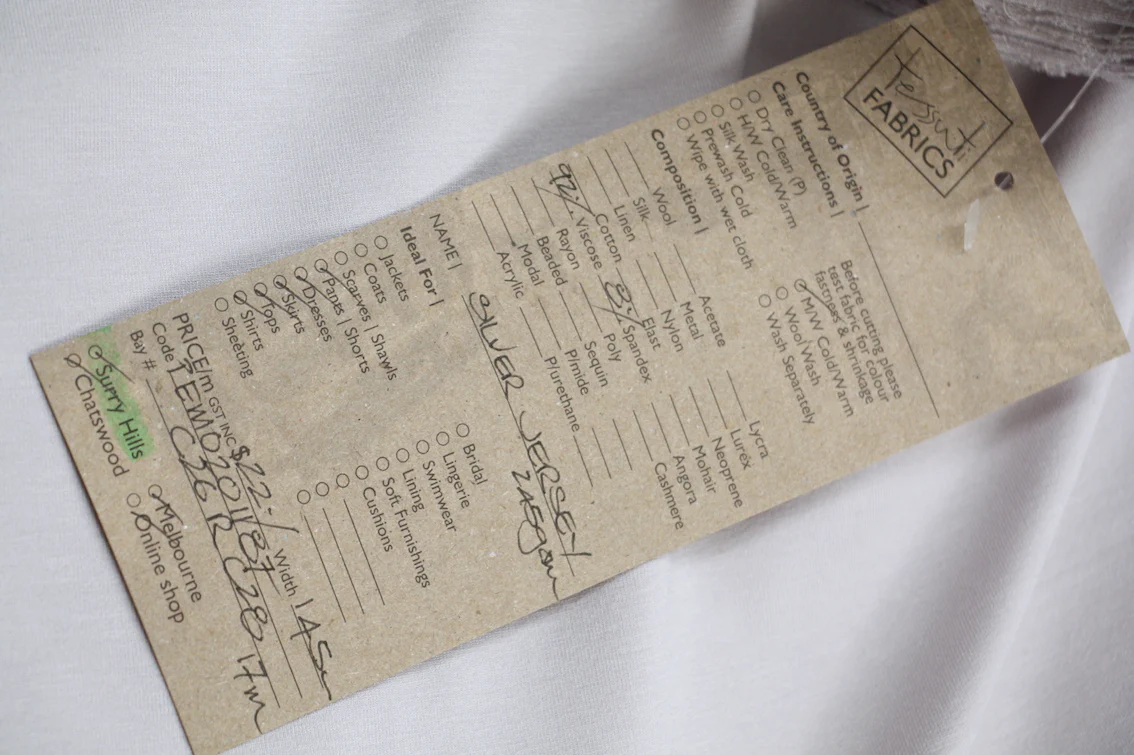 tessuti
FABRICS
Country of Origin |
Care Instructions |
Dry Clean (P)
H/W Cold/Warm
Silk Wash
Prewash Cold
Wipe with wet cloth
Before cutting please
test fabric for colour
fastness & shrinkage
M/W Cold/Warm
Wool Wash
Wash Separately
Composition |
Wool
Silk
Linen
Cotton
92% Viscose
Rayon
Beaded
Modal
Acrylic
Acetate
Metal
Nylon
Elast
8% Spandex
Poly
Sequin
P/mide
P/urethane
Lycra
Lurex
Neoprene
Mohair
Angora
Cashmere
NAME | SILVER JERSEY
Ideal For |
Jackets
Coats
Scarves | Shawls
Pants | Shorts
Dresses
Skirts
Tops
Shirts
Sheeting
Bridal
Lingerie
Swimwear
Lining
Soft Furnishings
Cushions
PRICE/m GST INC $22-/ Width 145
Code TEM0201187
Bay # C26 R C28 17m
Surry Hills
Chatswood
Melbourne
Online shop